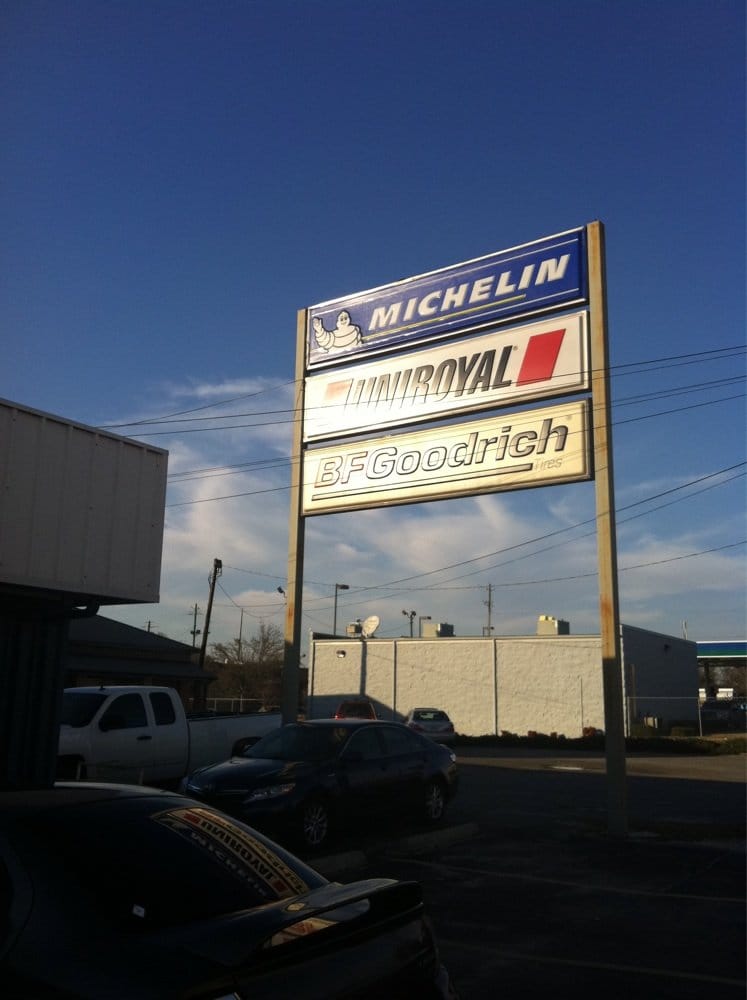 MICHELIN
UNIROYAL
BFGoodrich
Tires